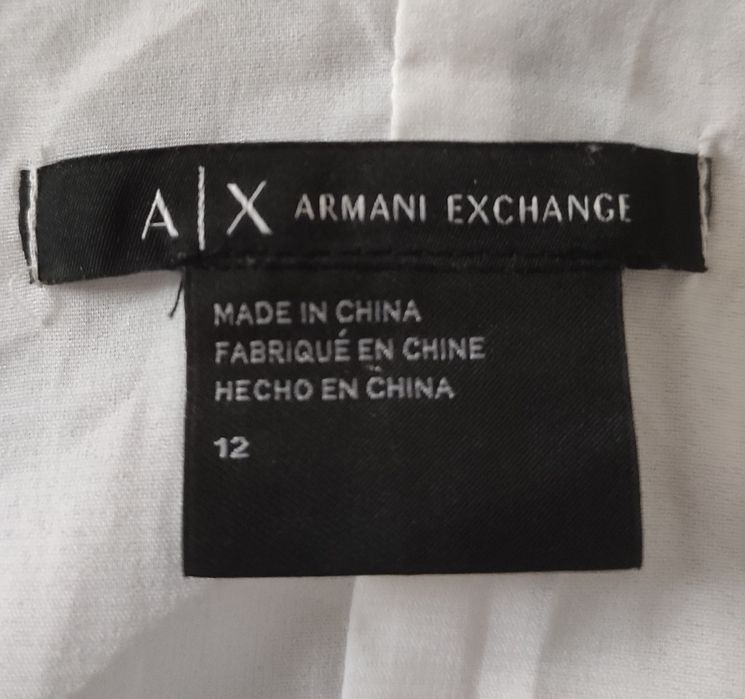 A|X ARMANI EXCHANGE
MADE IN CHINA
FABRIQUÉ EN CHINE
HECHO EN CHINA
12